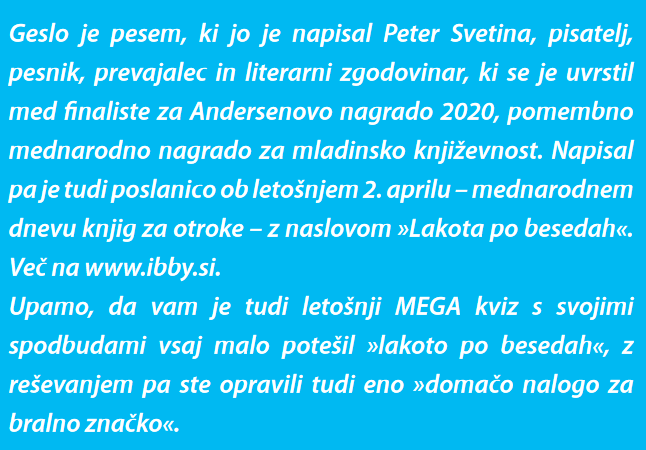 Geslo je pesem, ki jo je napisal Peter Svetina, pisatelj,
pesnik, prevajalec in literarni zgodovinar, ki se je uvrstil
med finaliste za Andersenovo nagrado 2020, pomembno
mednarodno nagrado za mladinsko književnost. Napisal
pa je tudi poslanico ob letošnjem 2. aprilu – mednarodnem
dnevu knjig za otroke – z naslovom »Lakota po besedah«.
Več na www.ibby.si.
Upamo, da vam je tudi letošnji MEGA kviz s svojimi
spodbudami vsaj malo potešil »lakoto po besedah«, z
reševanjem pa ste opravili tudi eno »domačo nalogo za
bralno značko«.